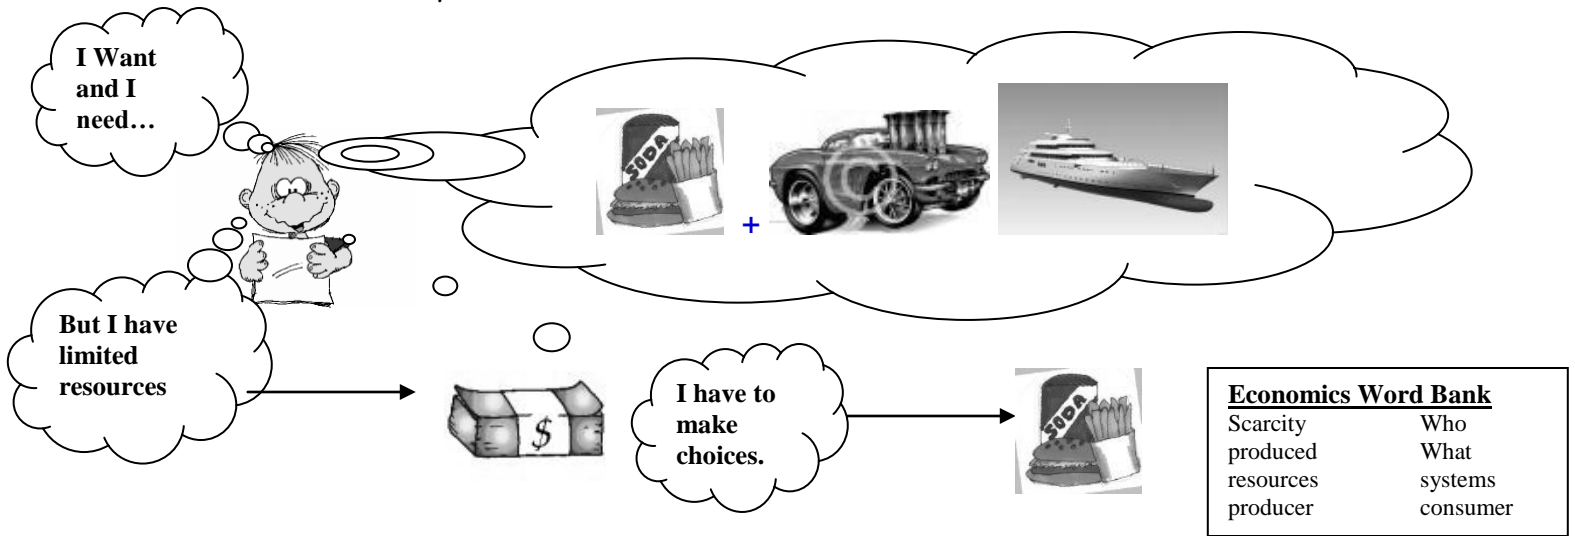 I Want
and I
need…
SODA
+
But I have
limited
resources
$
I have to
make
choices.
SODA
Economics Word Bank
Scarcity Who
produced What
resources systems
producer consumer